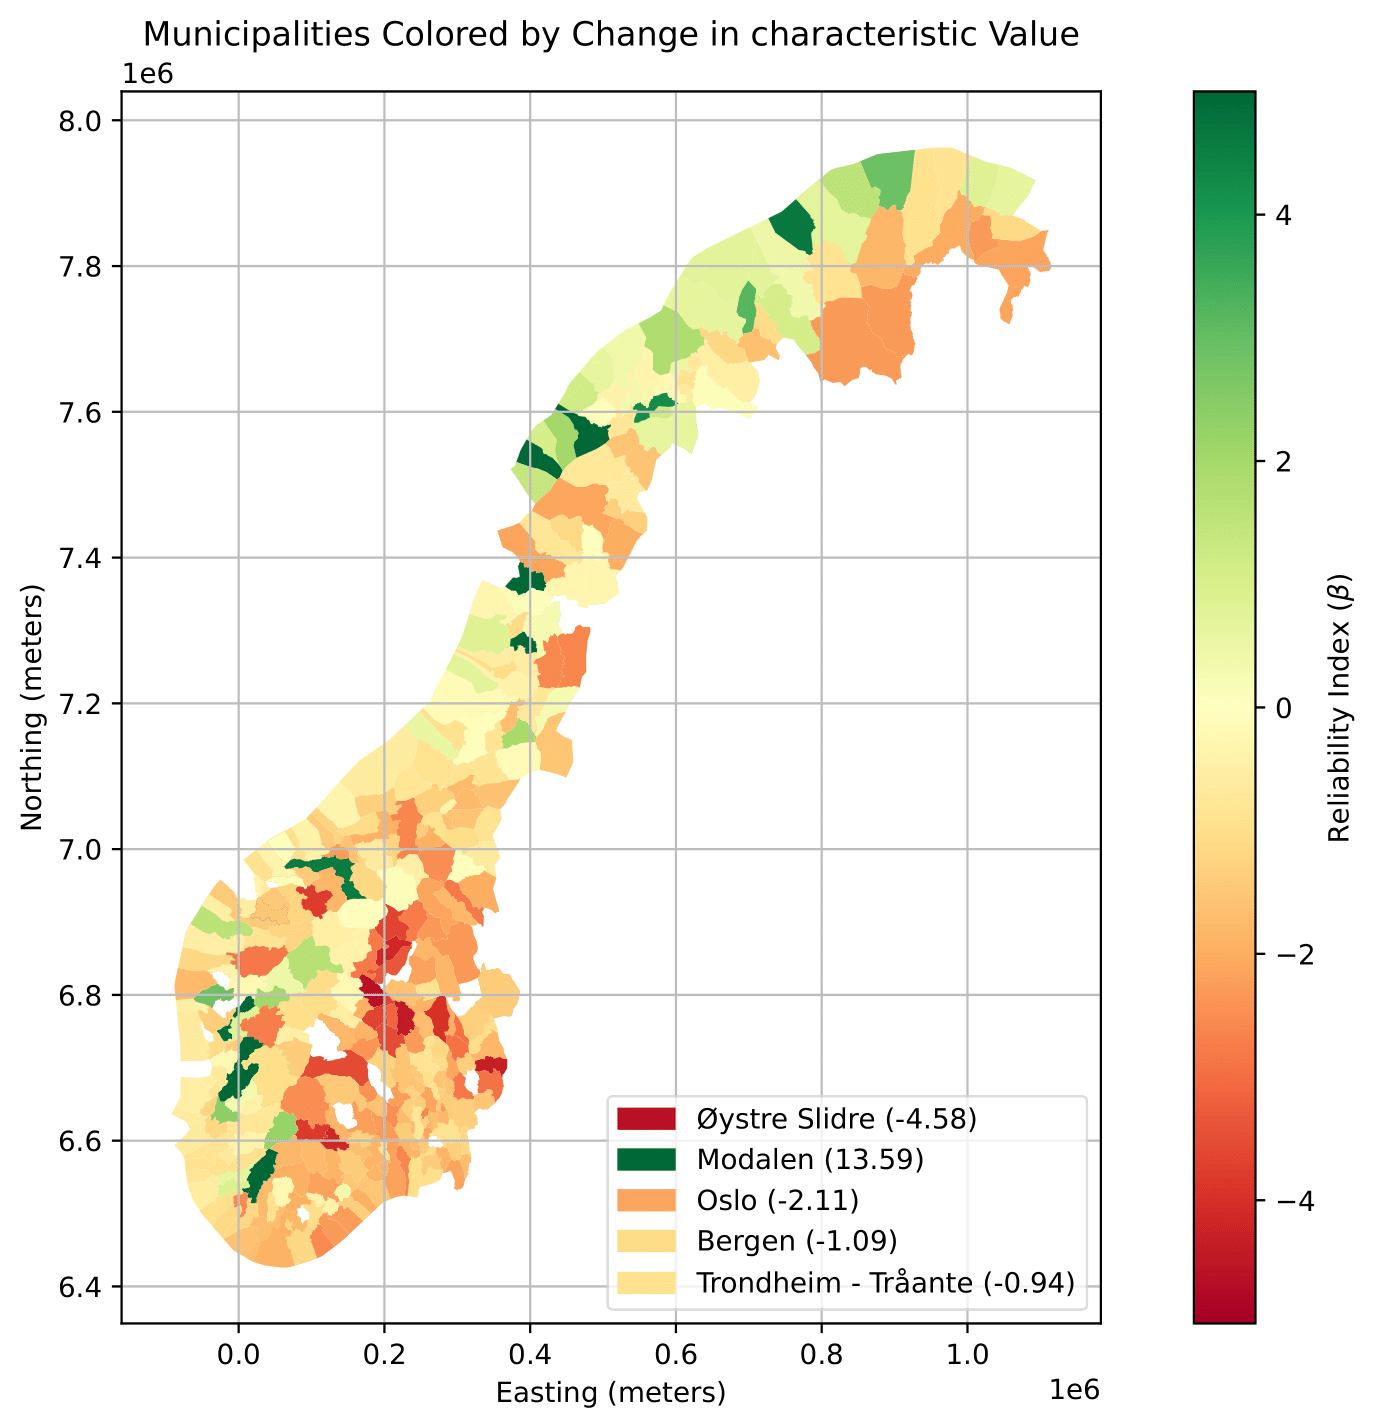 Municipalities Colored by Change in characteristic Value
1e6
8.0
7.8
7.6
7.4
7.2
7.0
6.8
6.6
6.4
Northing (meters)
0.0 0.2 0.4 0.6 0.8 1.0
1e6
Easting (meters)
Øystre Slidre (-4.58)
Modalen (13.59)
Oslo (-2.11)
Bergen (-1.09)
Trondheim - Tråante (-0.94)
4
2
0
−2
−4
Reliability Index (β)